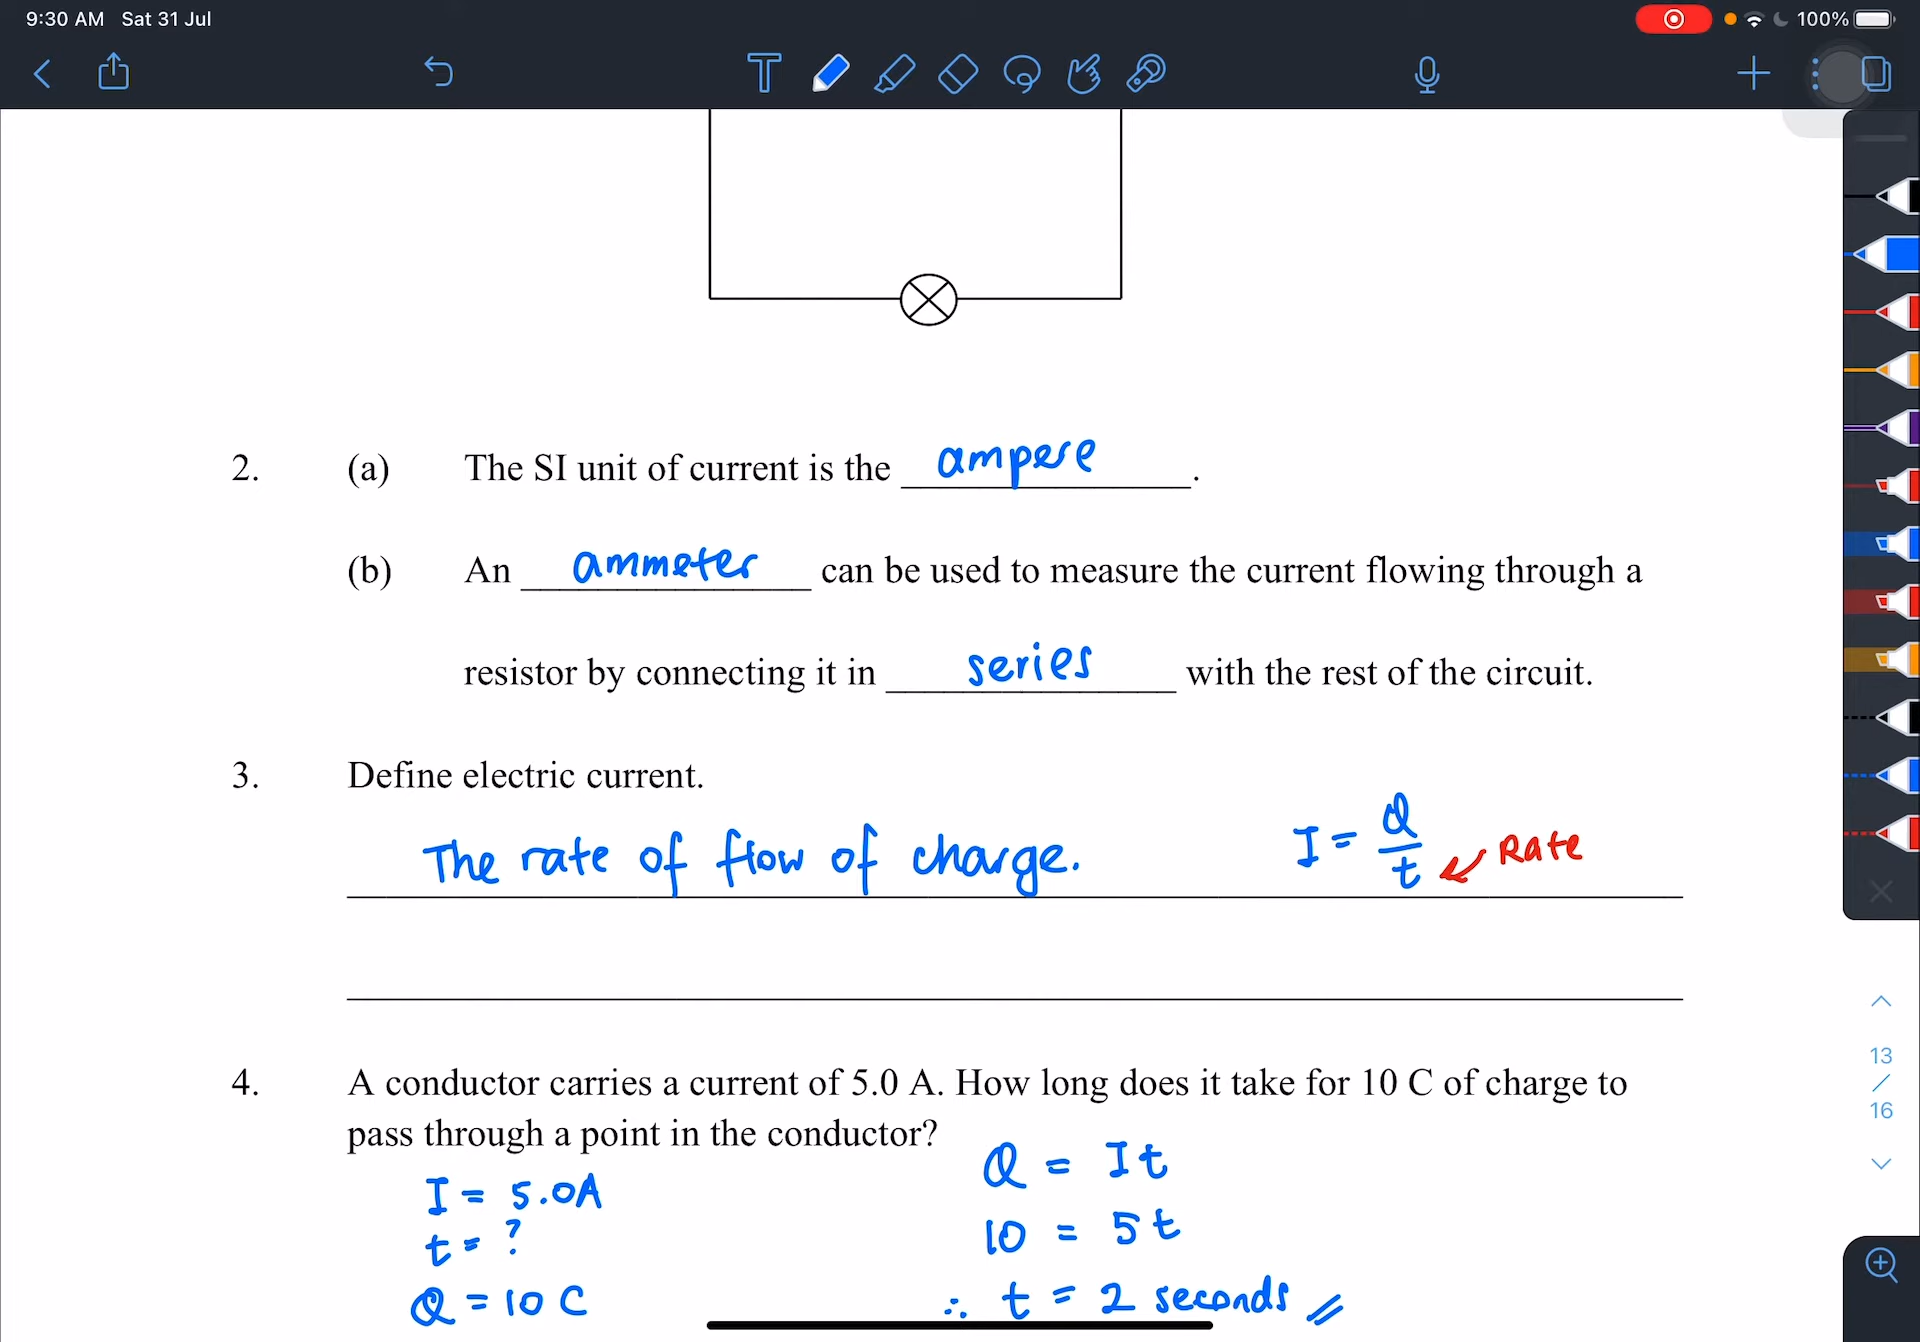 9:30 AM Sat 31 Jul
100%
2. (a) The SI unit of current is the ampere.
(b) An ammeter can be used to measure the current flowing through a
resistor by connecting it in series with the rest of the circuit.
3. Define electric current.
The rate of flow of charge. I = Q/t Rate
4. A conductor carries a current of 5.0 A. How long does it take for 10 C of charge to
pass through a point in the conductor?
I = 5.0A
t = ?
Q = 10 C
Q = It
10 = 5t
∴ t = 2 seconds
13
/
16